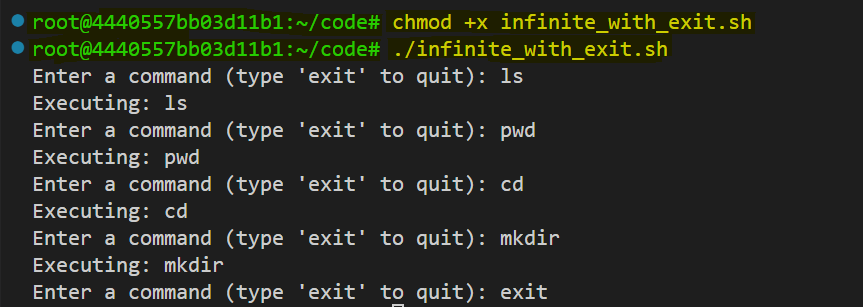 root@4440557bb03d11b1:~/code# chmod +x infinite_with_exit.sh
root@4440557bb03d11b1:~/code# ./infinite_with_exit.sh
Enter a command (type 'exit' to quit): ls
Executing: ls
Enter a command (type 'exit' to quit): pwd
Executing: pwd
Enter a command (type 'exit' to quit): cd
Executing: cd
Enter a command (type 'exit' to quit): mkdir
Executing: mkdir
Enter a command (type 'exit' to quit): exit